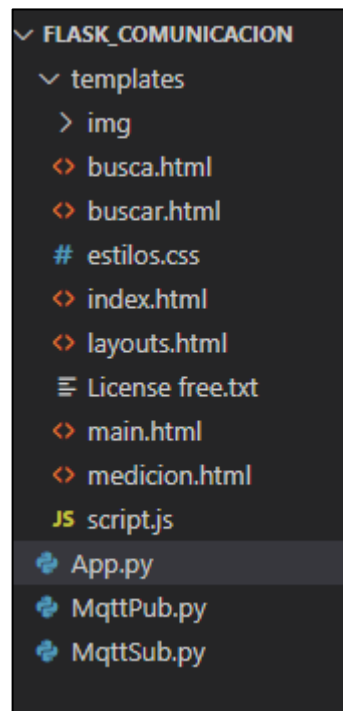 FLASK_COMUNICACION
templates
img
busca.html
buscar.html
# estilos.css
index.html
layouts.html
License free.txt
main.html
medicion.html
JS script.js
App.py
MqttPub.py
MqttSub.py